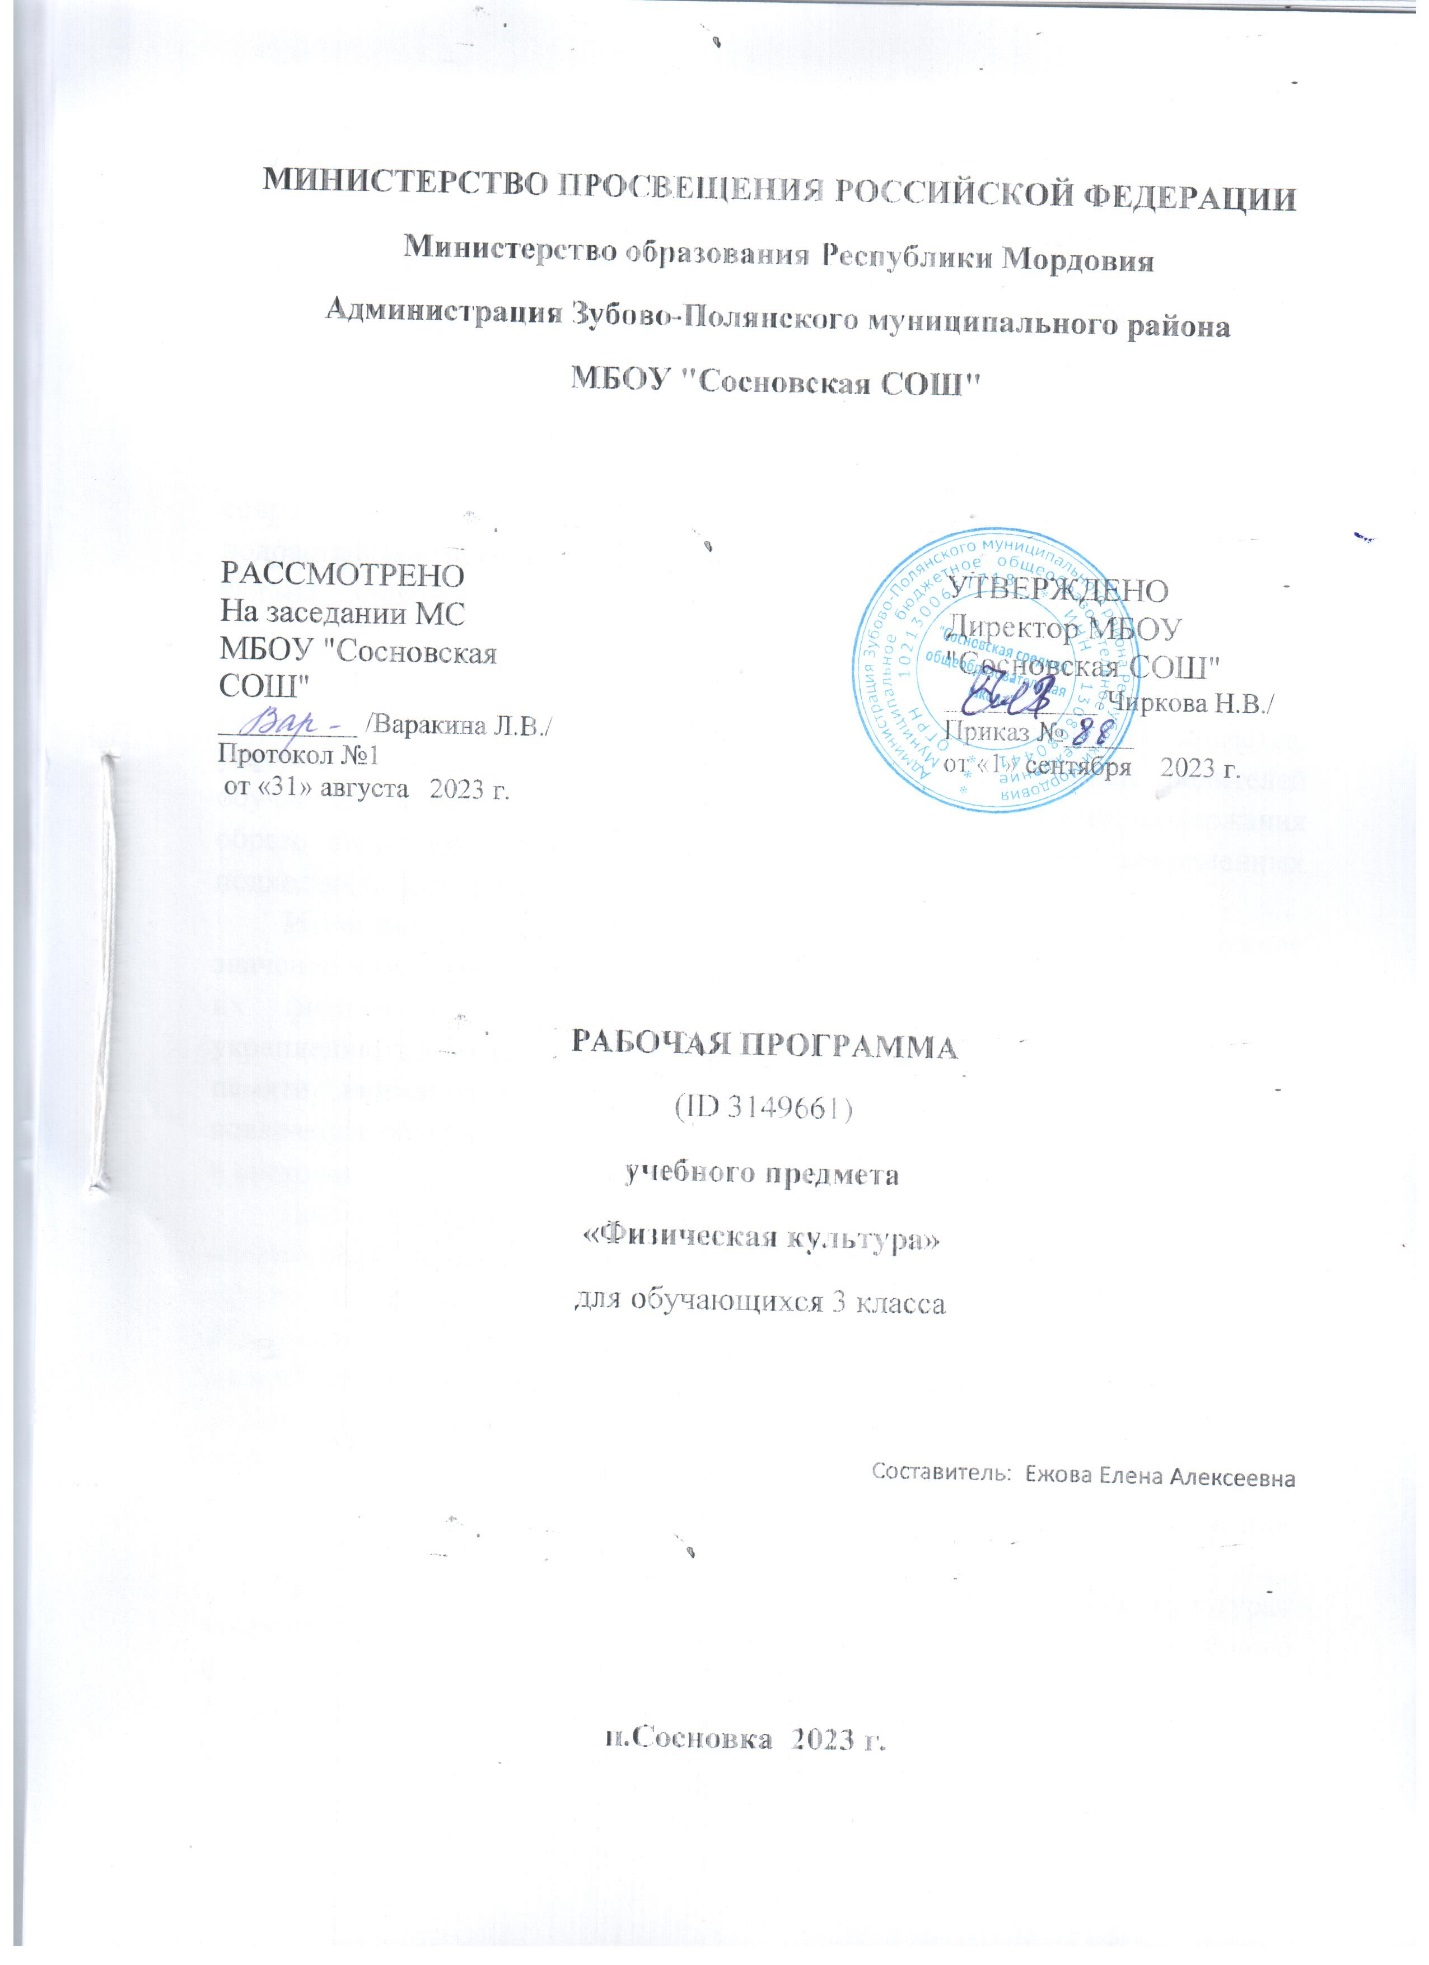 МИНИСТЕРСТВО ПРОСВЕЩЕНИЯ РОССИЙСКОЙ ФЕДЕРАЦИИ
Министерство образования Республики Мордовия
Администрация Зубово-Полянского муниципального района
МБОУ "Сосновская СОШ"
РАССМОТРЕНО
На заседании МС
МБОУ "Сосновская
СОШ"
/Варакина Л.В./
Протокол №1
от «31» августа 2023 г.
УТВЕРЖДЕНО
Директор МБОУ
"Сосновская СОШ"
Чиркова Н.В./
Приказ № 88
от «1» сентября 2023 г.
РАБОЧАЯ ПРОГРАММА
(ID 3149661)
учебного предмета
«Физическая культура»
для обучающихся 3 класса
Составитель: Ежова Елена Алексеевна
п.Сосновка 2023 г.